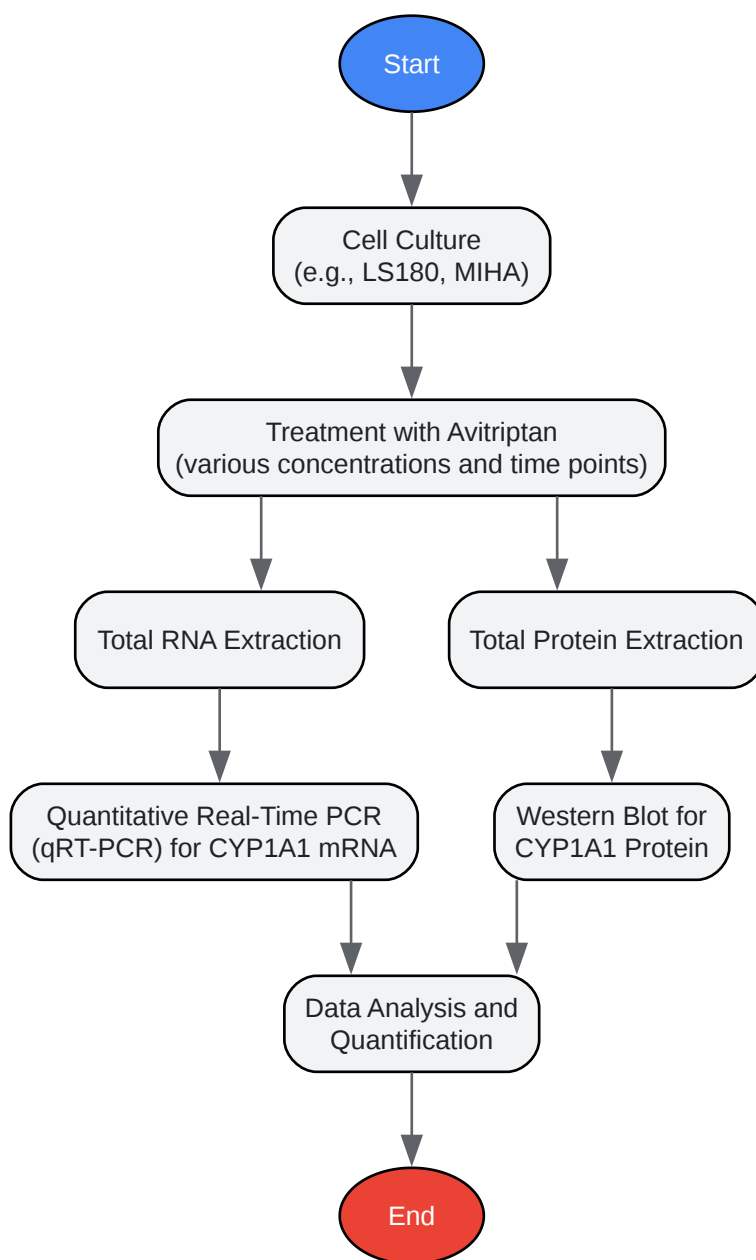 Start
Cell Culture
(e.g., LS180, MIHA)
Treatment with Avitriptan
(various concentrations and time points)
Total RNA Extraction
Total Protein Extraction
Quantitative Real-Time PCR
(qRT-PCR) for CYP1A1 mRNA
Western Blot for
CYP1A1 Protein
Data Analysis and
Quantification
End